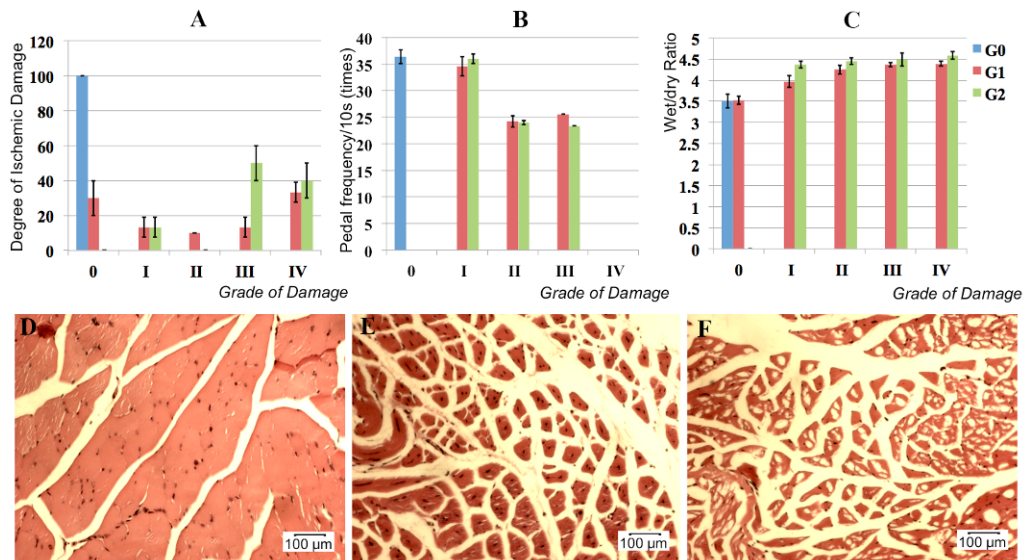 A
Degree of Ischemic Damage
120
100
80
60
40
20
0
0 I II III IV
Grade of Damage
B
Pedal frequency/10s (times)
40
35
30
25
20
15
10
5
0
0 I II III IV
Grade of Damage
C
Wet/dry Ratio
5
4.5
4
3.5
3
2.5
2
1.5
1
0.5
0
0 I II III IV
Grade of Damage
G0
G1
G2
D
100 µm
E
100 µm
F
100 µm